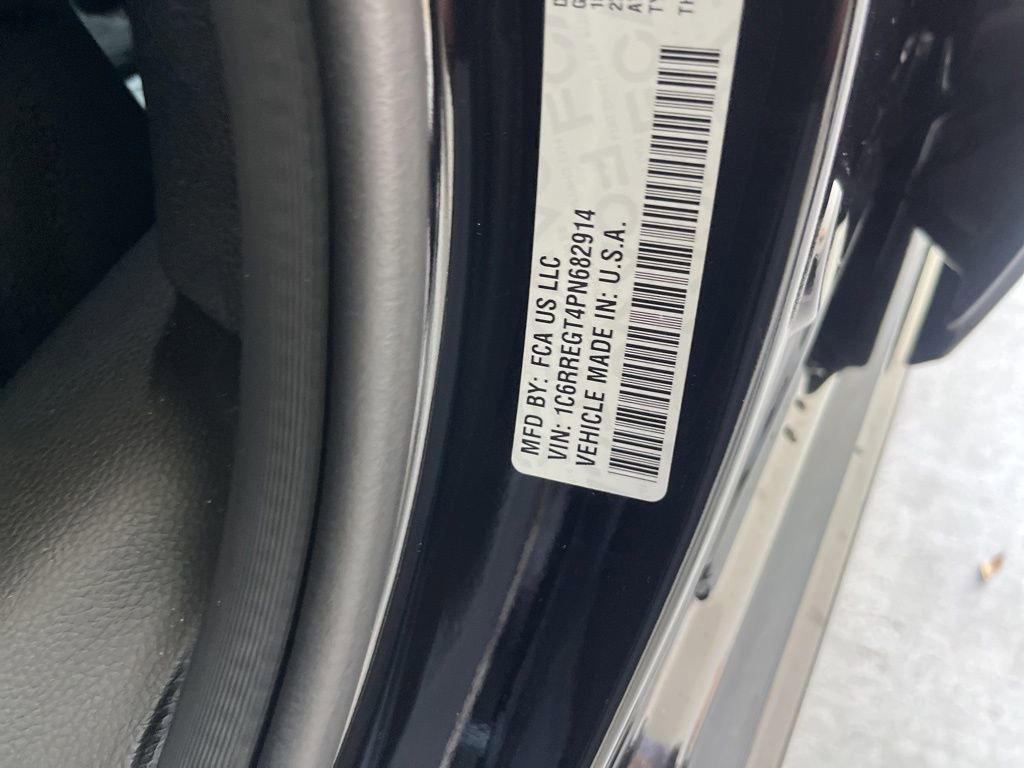 MFD BY: FCA US LLC
VIN: 1C6RREGT4PN682914
VEHICLE MADE IN: U.S.A.